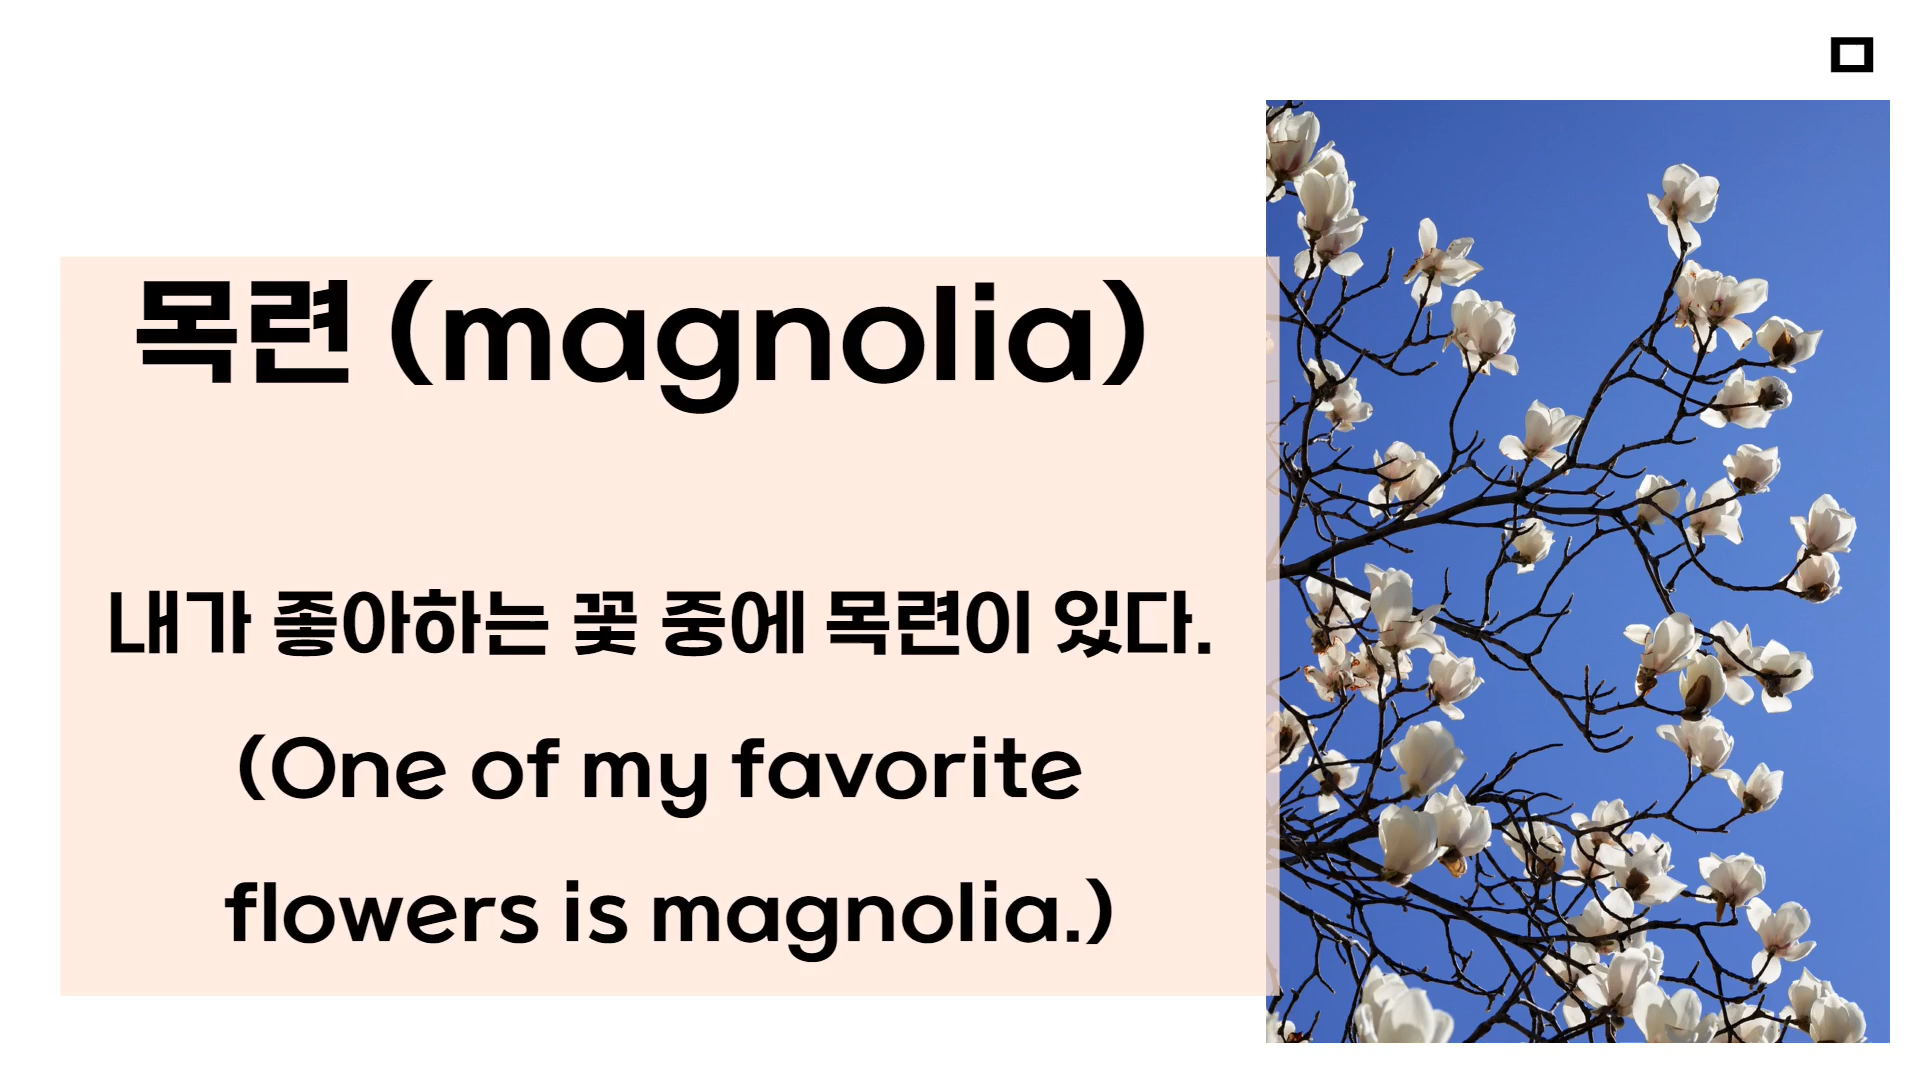 ㅁ
목련 (magnolia)
내가 좋아하는 꽃 중에 목련이 있다.
(One of my favorite
flowers is magnolia.)